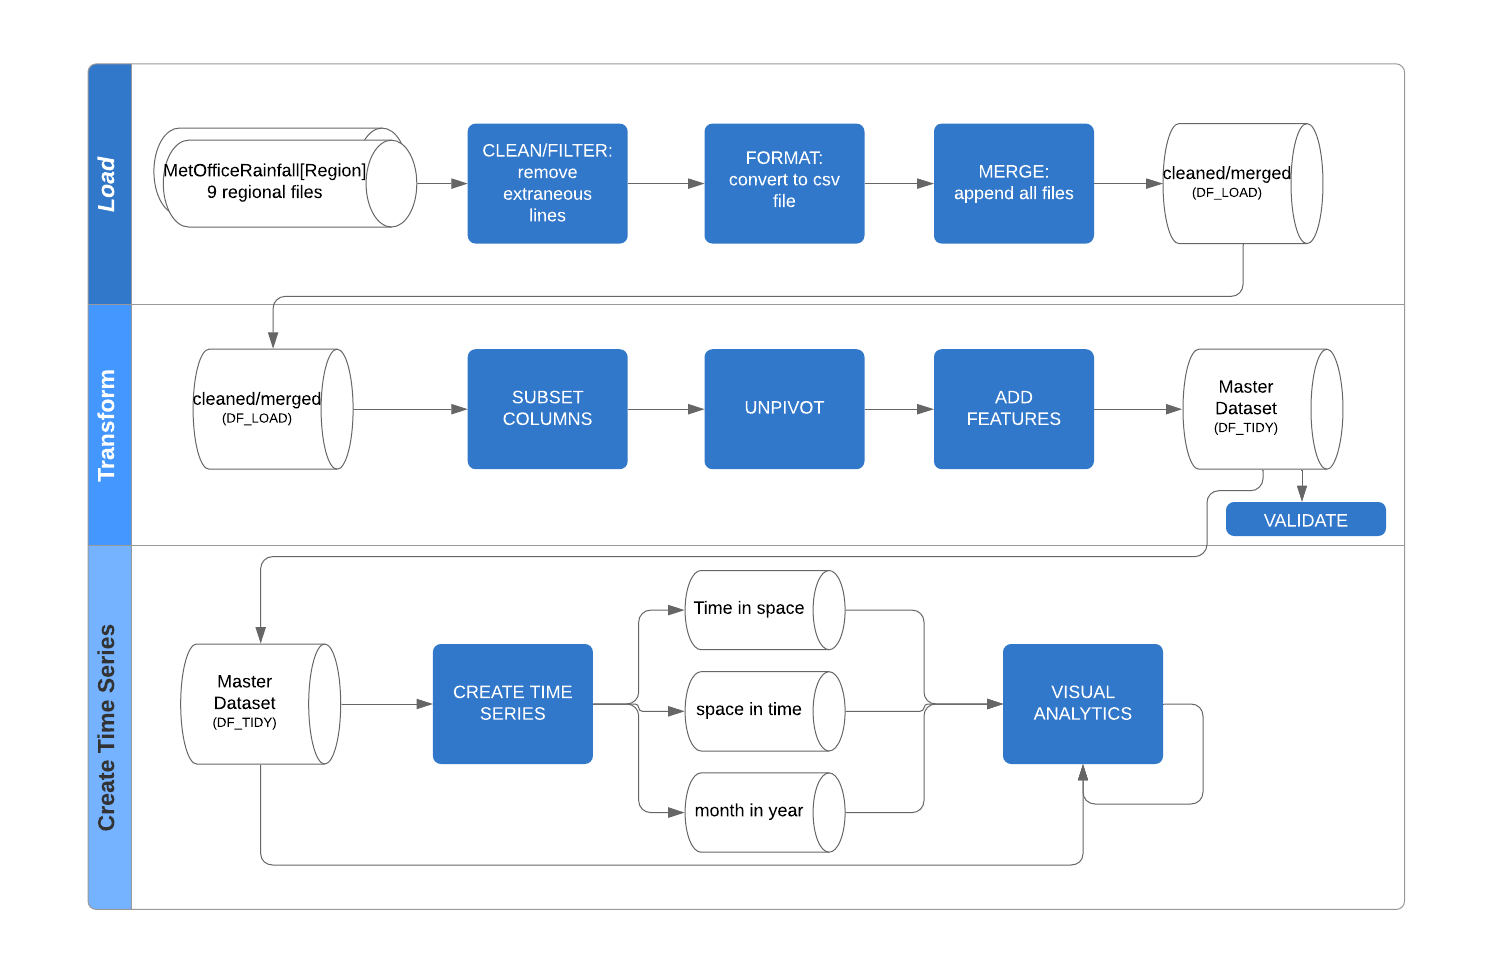 Load
MetOfficeRainfall[Region]
9 regional files
CLEAN/FILTER:
remove
extraneous
lines
FORMAT:
convert to csv
file
MERGE:
append all files
cleaned/merged
(DF_LOAD)
Transform
cleaned/merged
(DF_LOAD)
SUBSET
COLUMNS
UNPIVOT
ADD
FEATURES
Master
Dataset
(DF_TIDY)
VALIDATE
Create Time Series
Master
Dataset
(DF_TIDY)
CREATE TIME
SERIES
Time in space
space in time
month in year
VISUAL
ANALYTICS